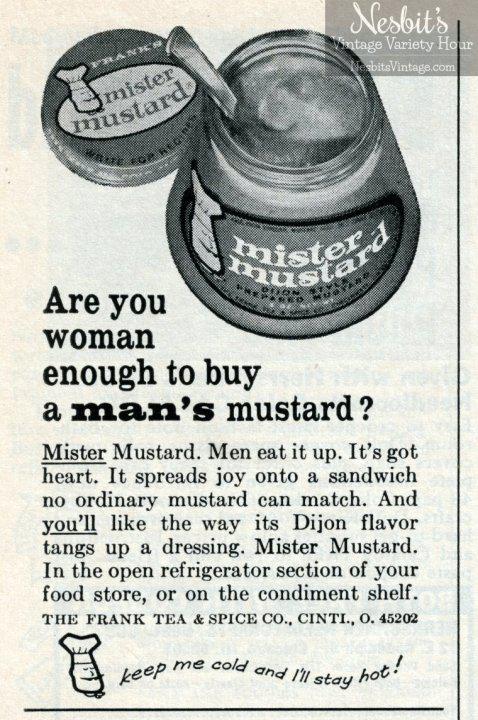 Nesbit's
Vintage Variety Hour
NesbitsVintage.com
FRANK'S
mister
mustard
WRITE FOR RECIPES
mister
mustard
DIJON STYLE
PREPARED MUSTARD
Are you
woman
enough to buy
a man's mustard?
Mister Mustard. Men eat it up. It's got
heart. It spreads joy onto a sandwich
no ordinary mustard can match. And
you'll like the way its Dijon flavor
tangs up a dressing. Mister Mustard.
In the open refrigerator section of your
food store, or on the condiment shelf.
THE FRANK TEA & SPICE CO., CINTI., O. 45202
keep me cold and I'll stay hot!